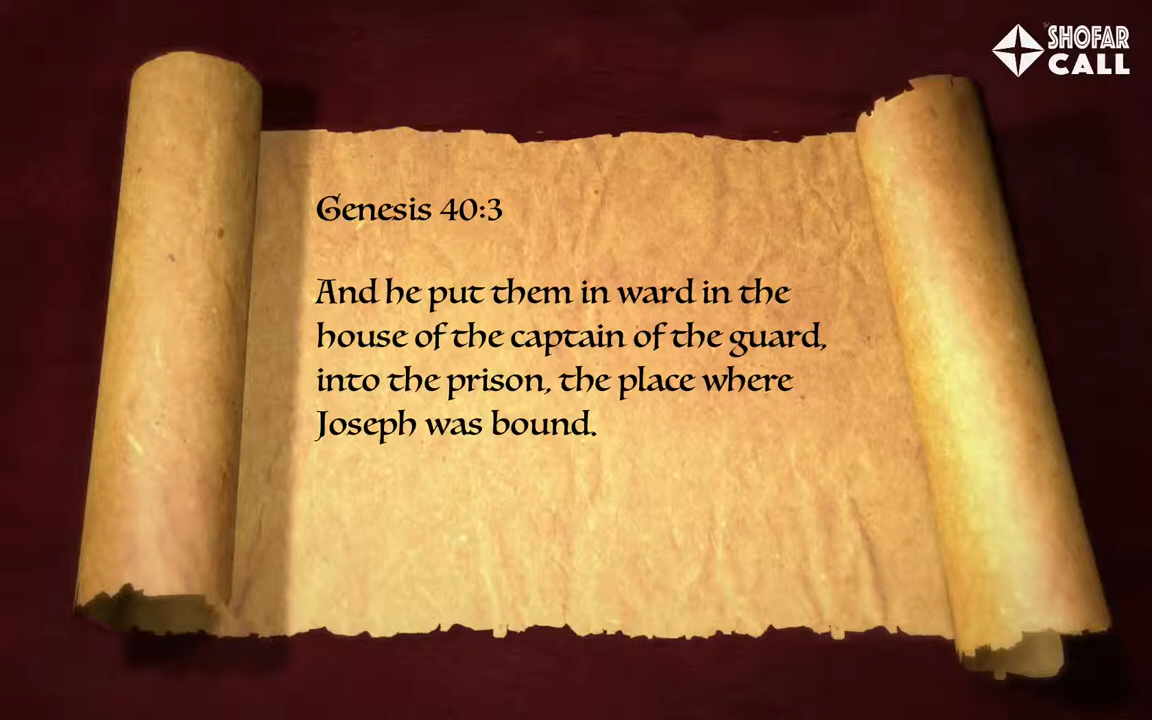 SHOFAR
CALL
Genesis 40:3
And he put them in ward in the
house of the captain of the guard,
into the prison, the place where
Joseph was bound.